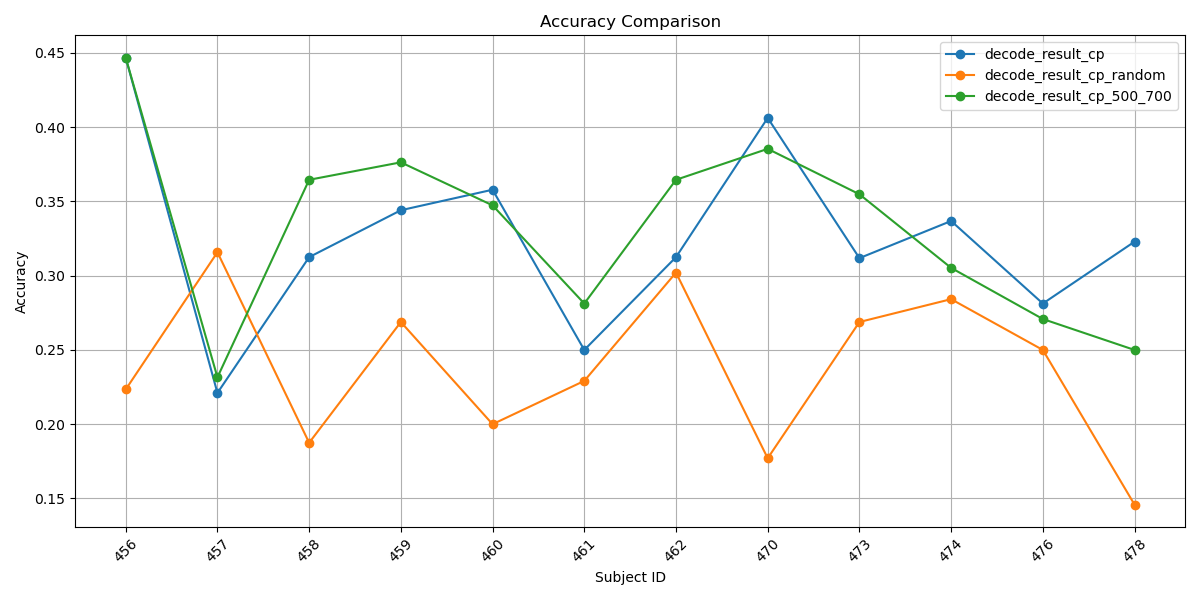 Accuracy Comparison
decode_result_cp
decode_result_cp_random
decode_result_cp_500_700
Accuracy
0.45
0.40
0.35
0.30
0.25
0.20
0.15
456 457 458 459 460 461 462 470 473 474 476 478
Subject ID